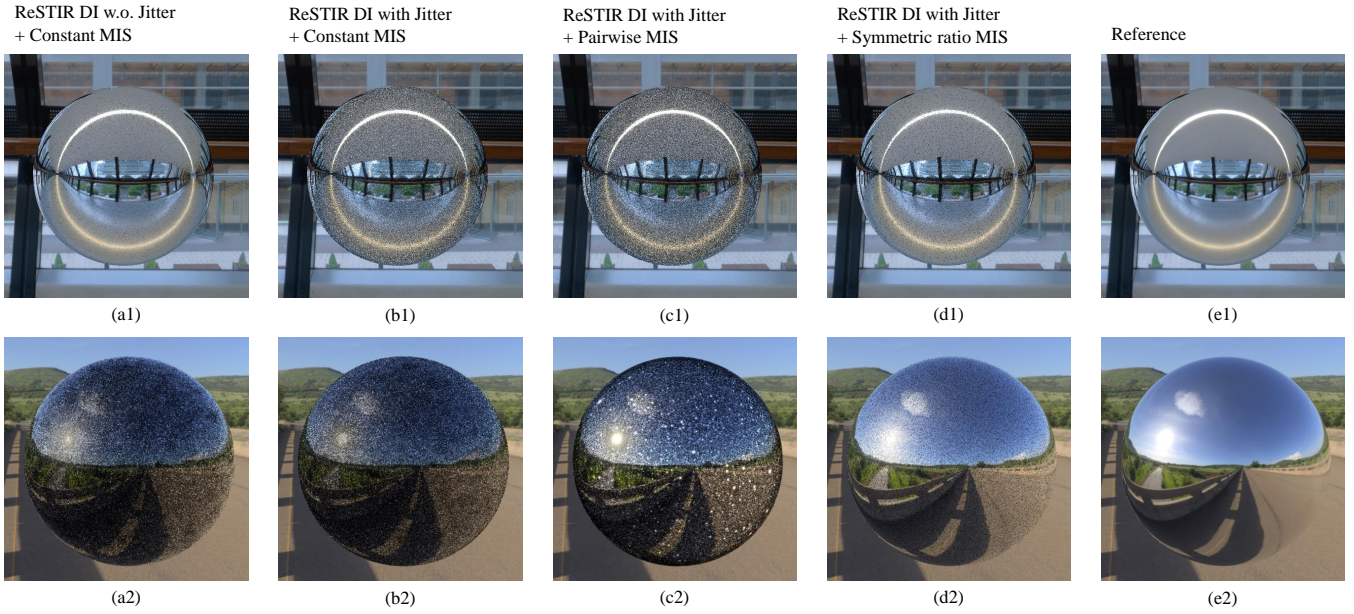 ReSTIR DI w.o. Jitter
+ Constant MIS
ReSTIR DI with Jitter
+ Constant MIS
ReSTIR DI with Jitter
+ Pairwise MIS
ReSTIR DI with Jitter
+ Symmetric ratio MIS
Reference
(a1)
(b1)
(c1)
(d1)
(e1)
(a2)
(b2)
(c2)
(d2)
(e2)